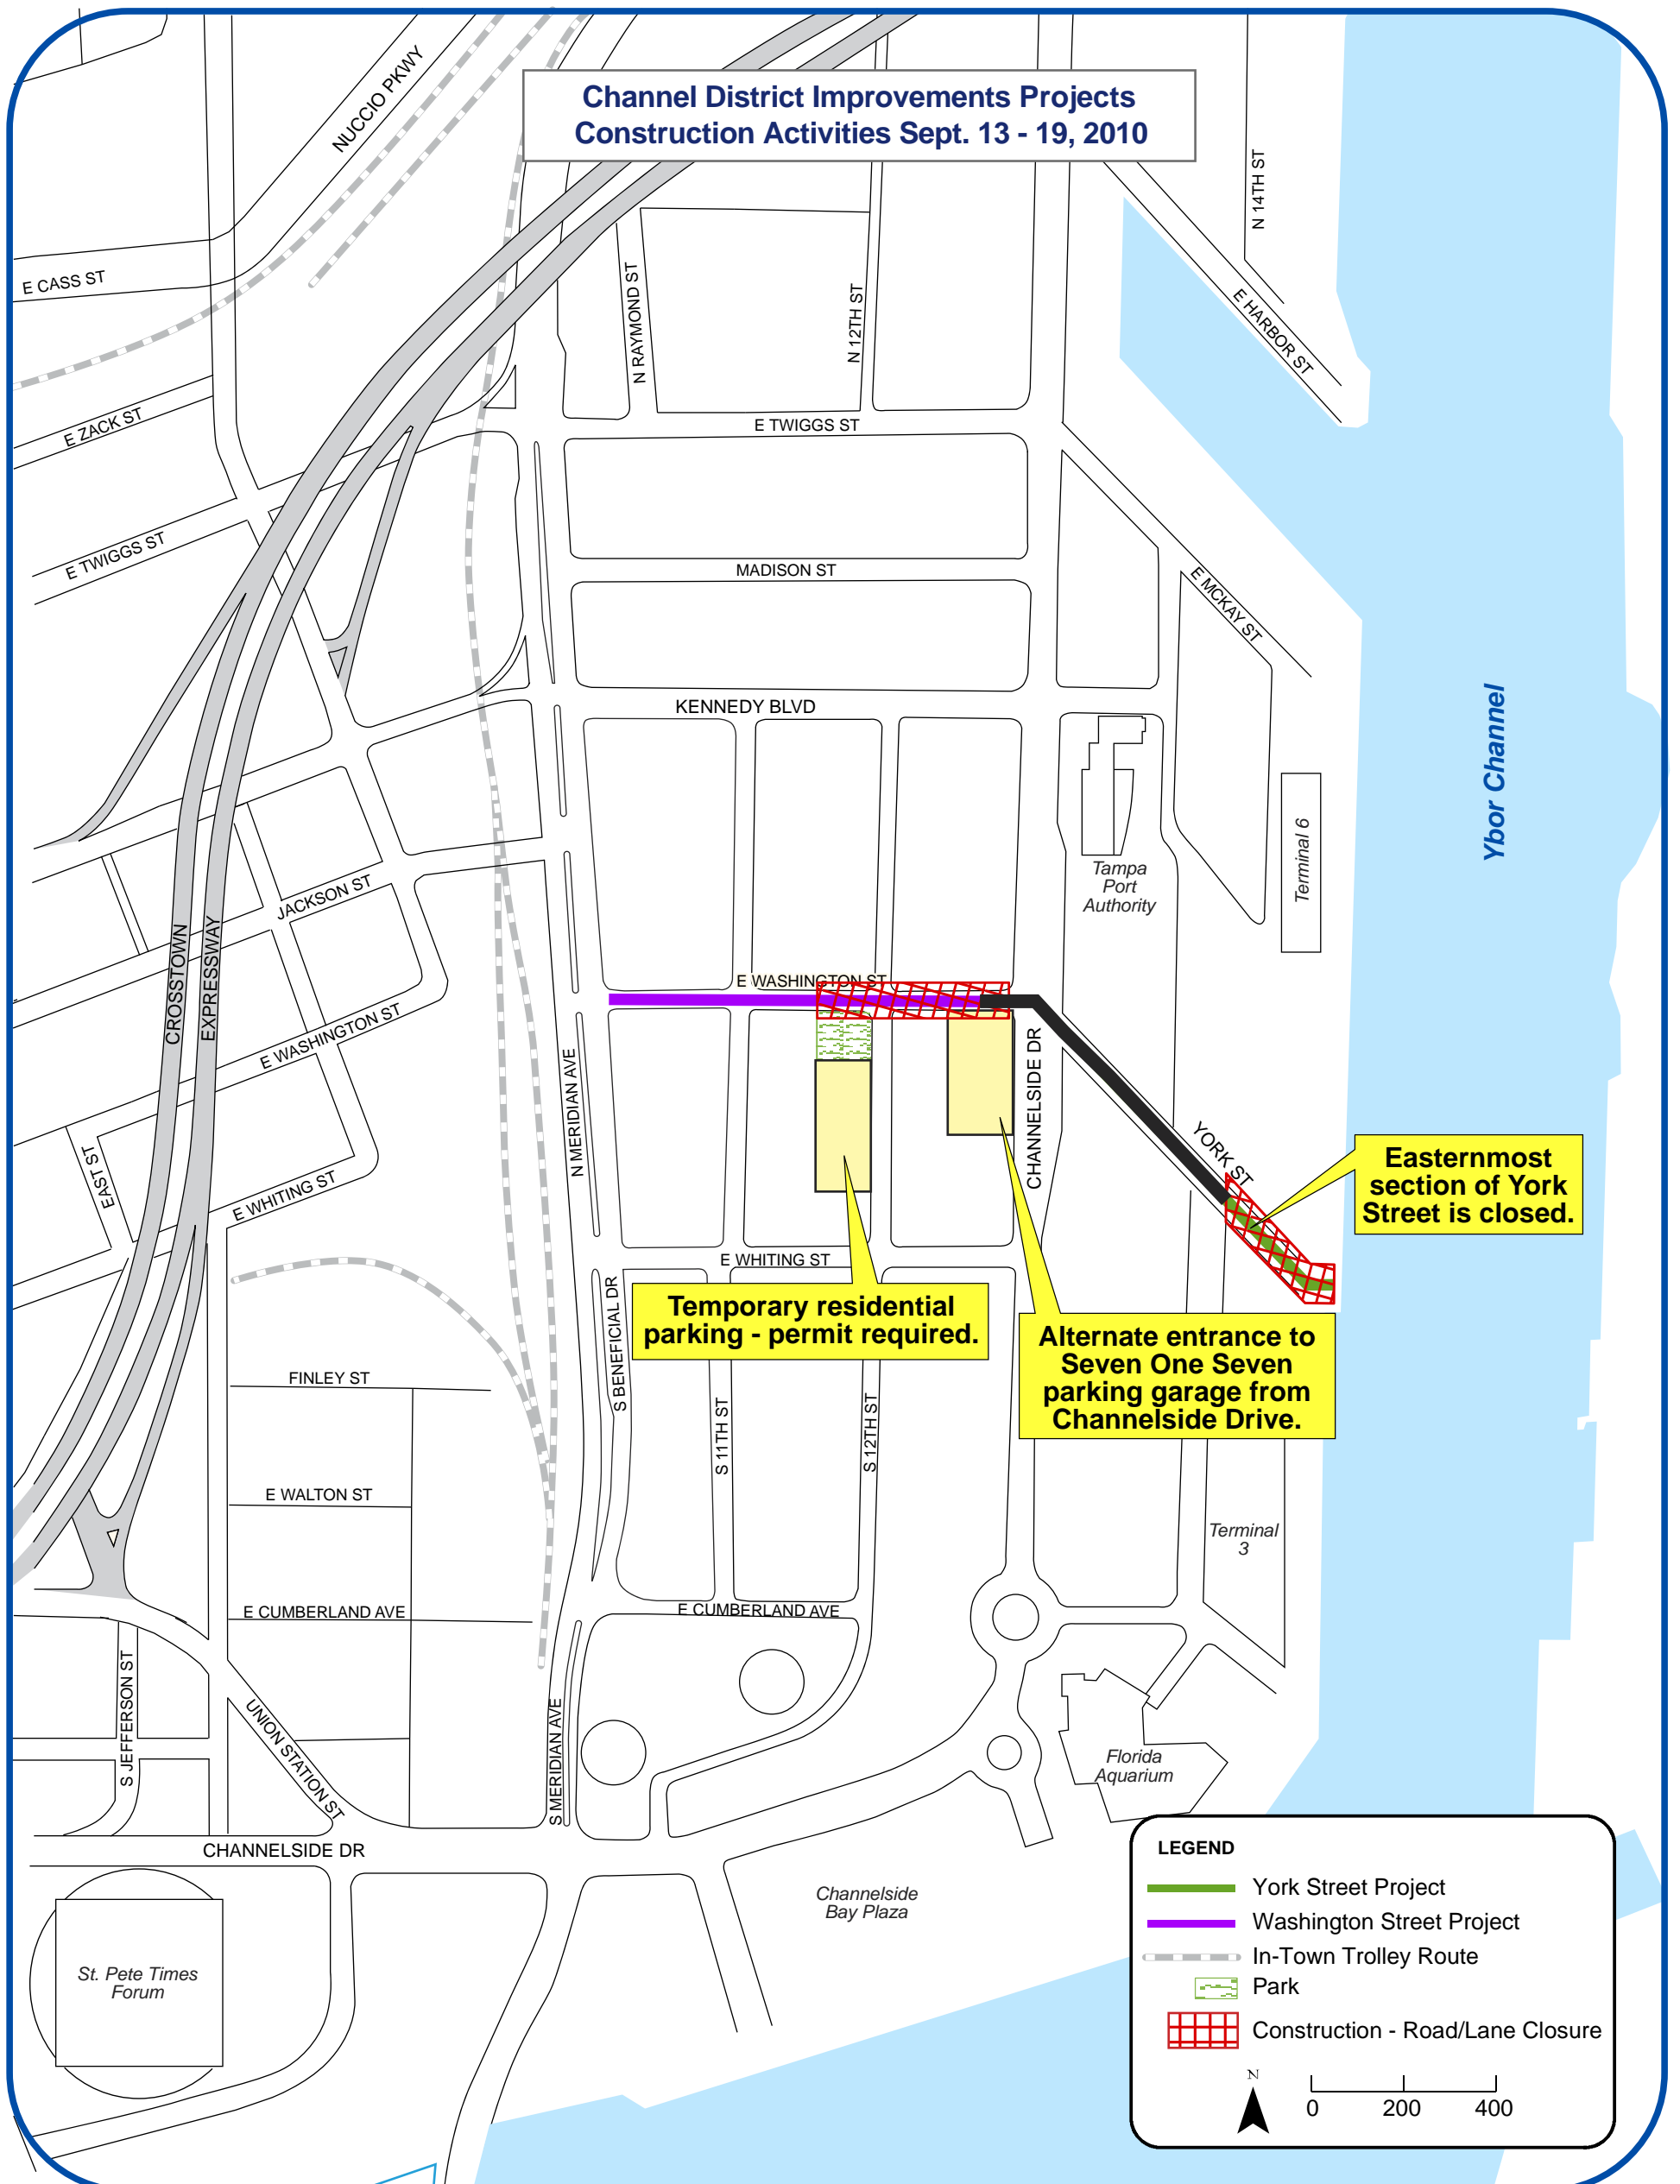 Channel District Improvements Projects
Construction Activities Sept. 13 - 19, 2010
NUCCIO PKWY
N 14TH ST
E CASS ST
N RAYMOND ST
N 12TH ST
E HARBOR ST
E ZACK ST
E TWIGGS ST
E TWIGGS ST
MADISON ST
E MCKAY ST
KENNEDY BLVD
Ybor Channel
Terminal 6
Tampa
Port
Authority
JACKSON ST
CROSSTOWN
EXPRESSWAY
E WASHINGTON ST
E WASHINGTON ST
N MERIDIAN AVE
CHANNELSIDE DR
YORK ST
EAST ST
E WHITING ST
Easternmost
section of York
Street is closed.
E WHITING ST
Temporary residential
parking - permit required.
Alternate entrance to
Seven One Seven
parking garage from
Channelside Drive.
S BENEFICIAL DR
FINLEY ST
S 11TH ST
S 12TH ST
E WALTON ST
Terminal
3
E CUMBERLAND AVE
E CUMBERLAND AVE
S JEFFERSON ST
UNION STATION ST
S MERIDIAN AVE
Florida
Aquarium
CHANNELSIDE DR
Channelside
Bay Plaza
St. Pete Times
Forum
LEGEND
York Street Project
Washington Street Project
In-Town Trolley Route
Park
Construction - Road/Lane Closure
N
0 200 400